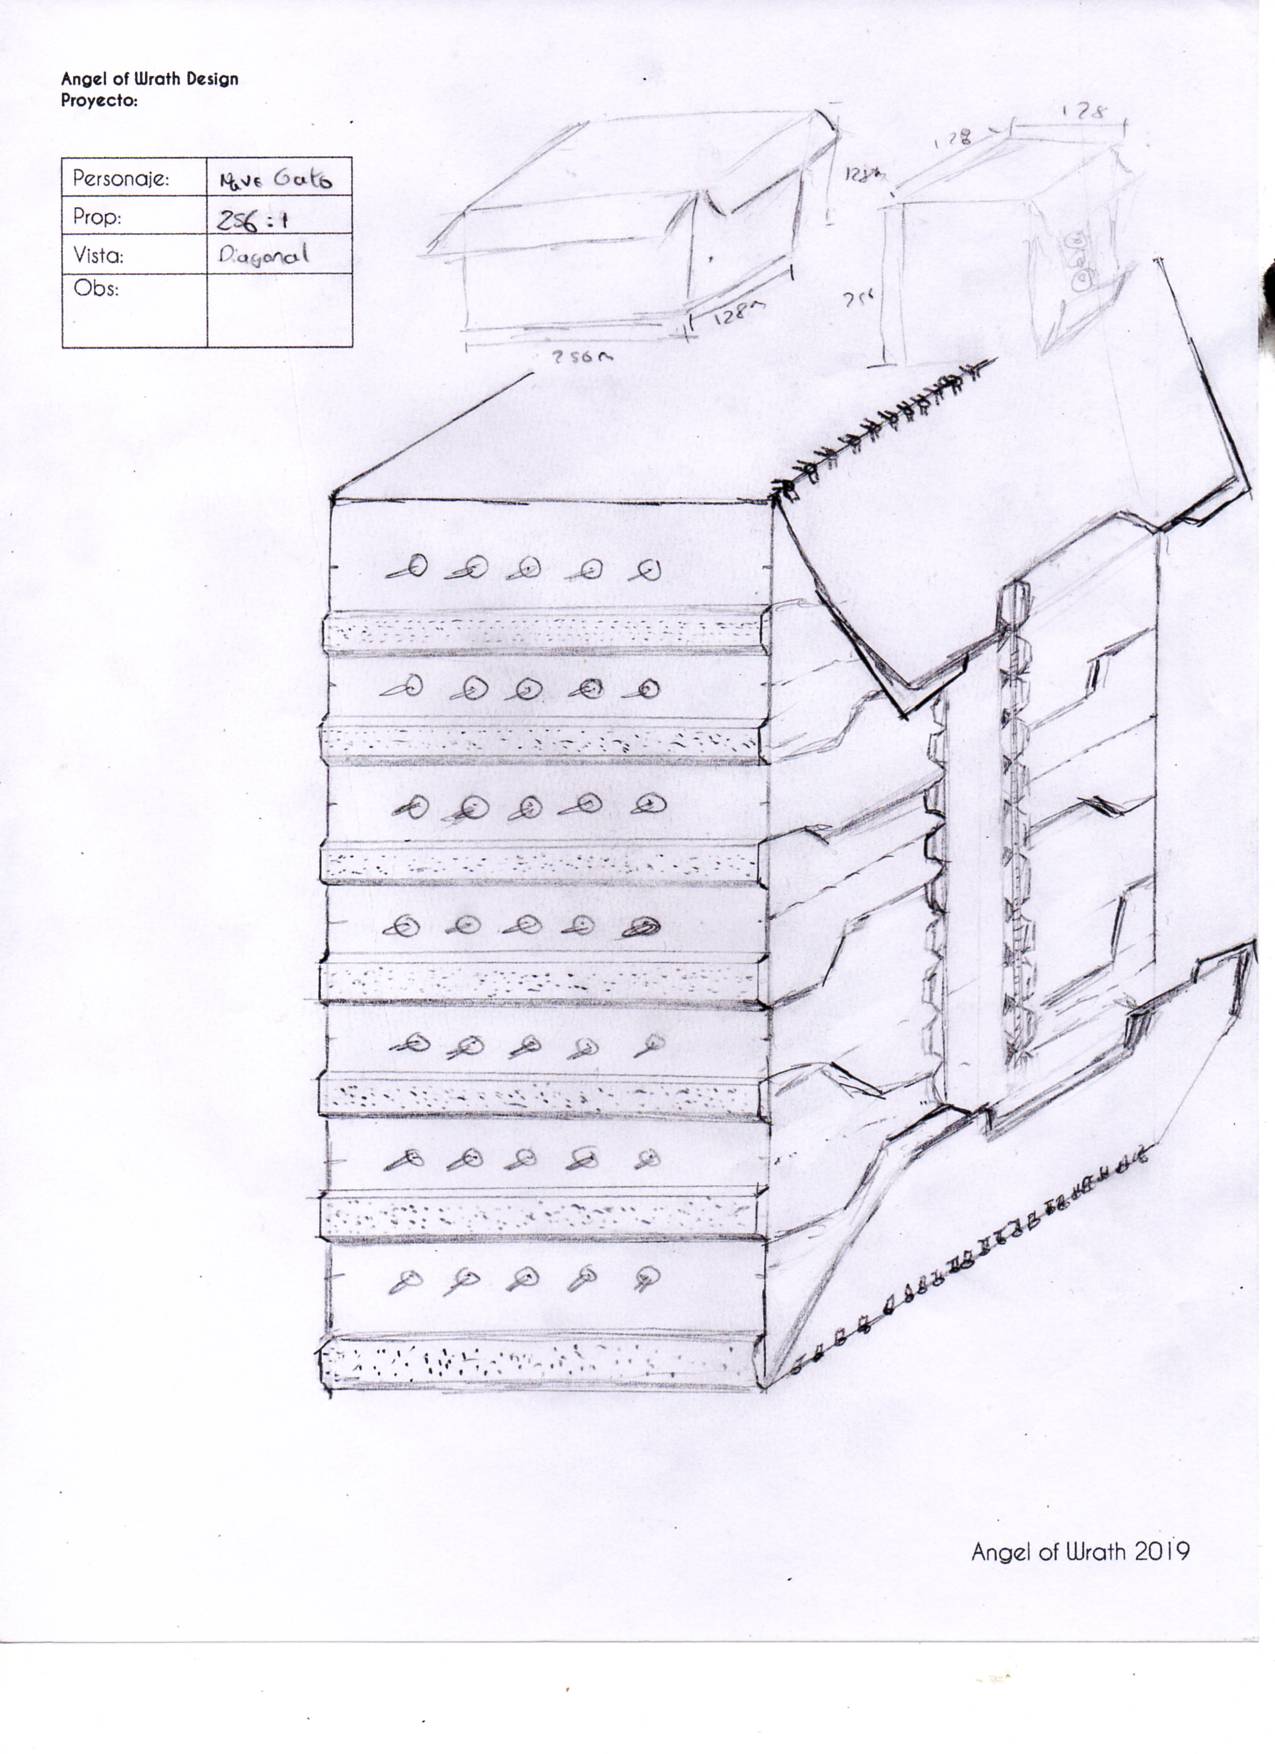 Angel of Wrath Design
Proyecto:
Personaje: Nave Gato
Prop: 256:1
Vista: Diagonal
Obs:
128
128
128m
128m
256
256m
Angel of Wrath 2019